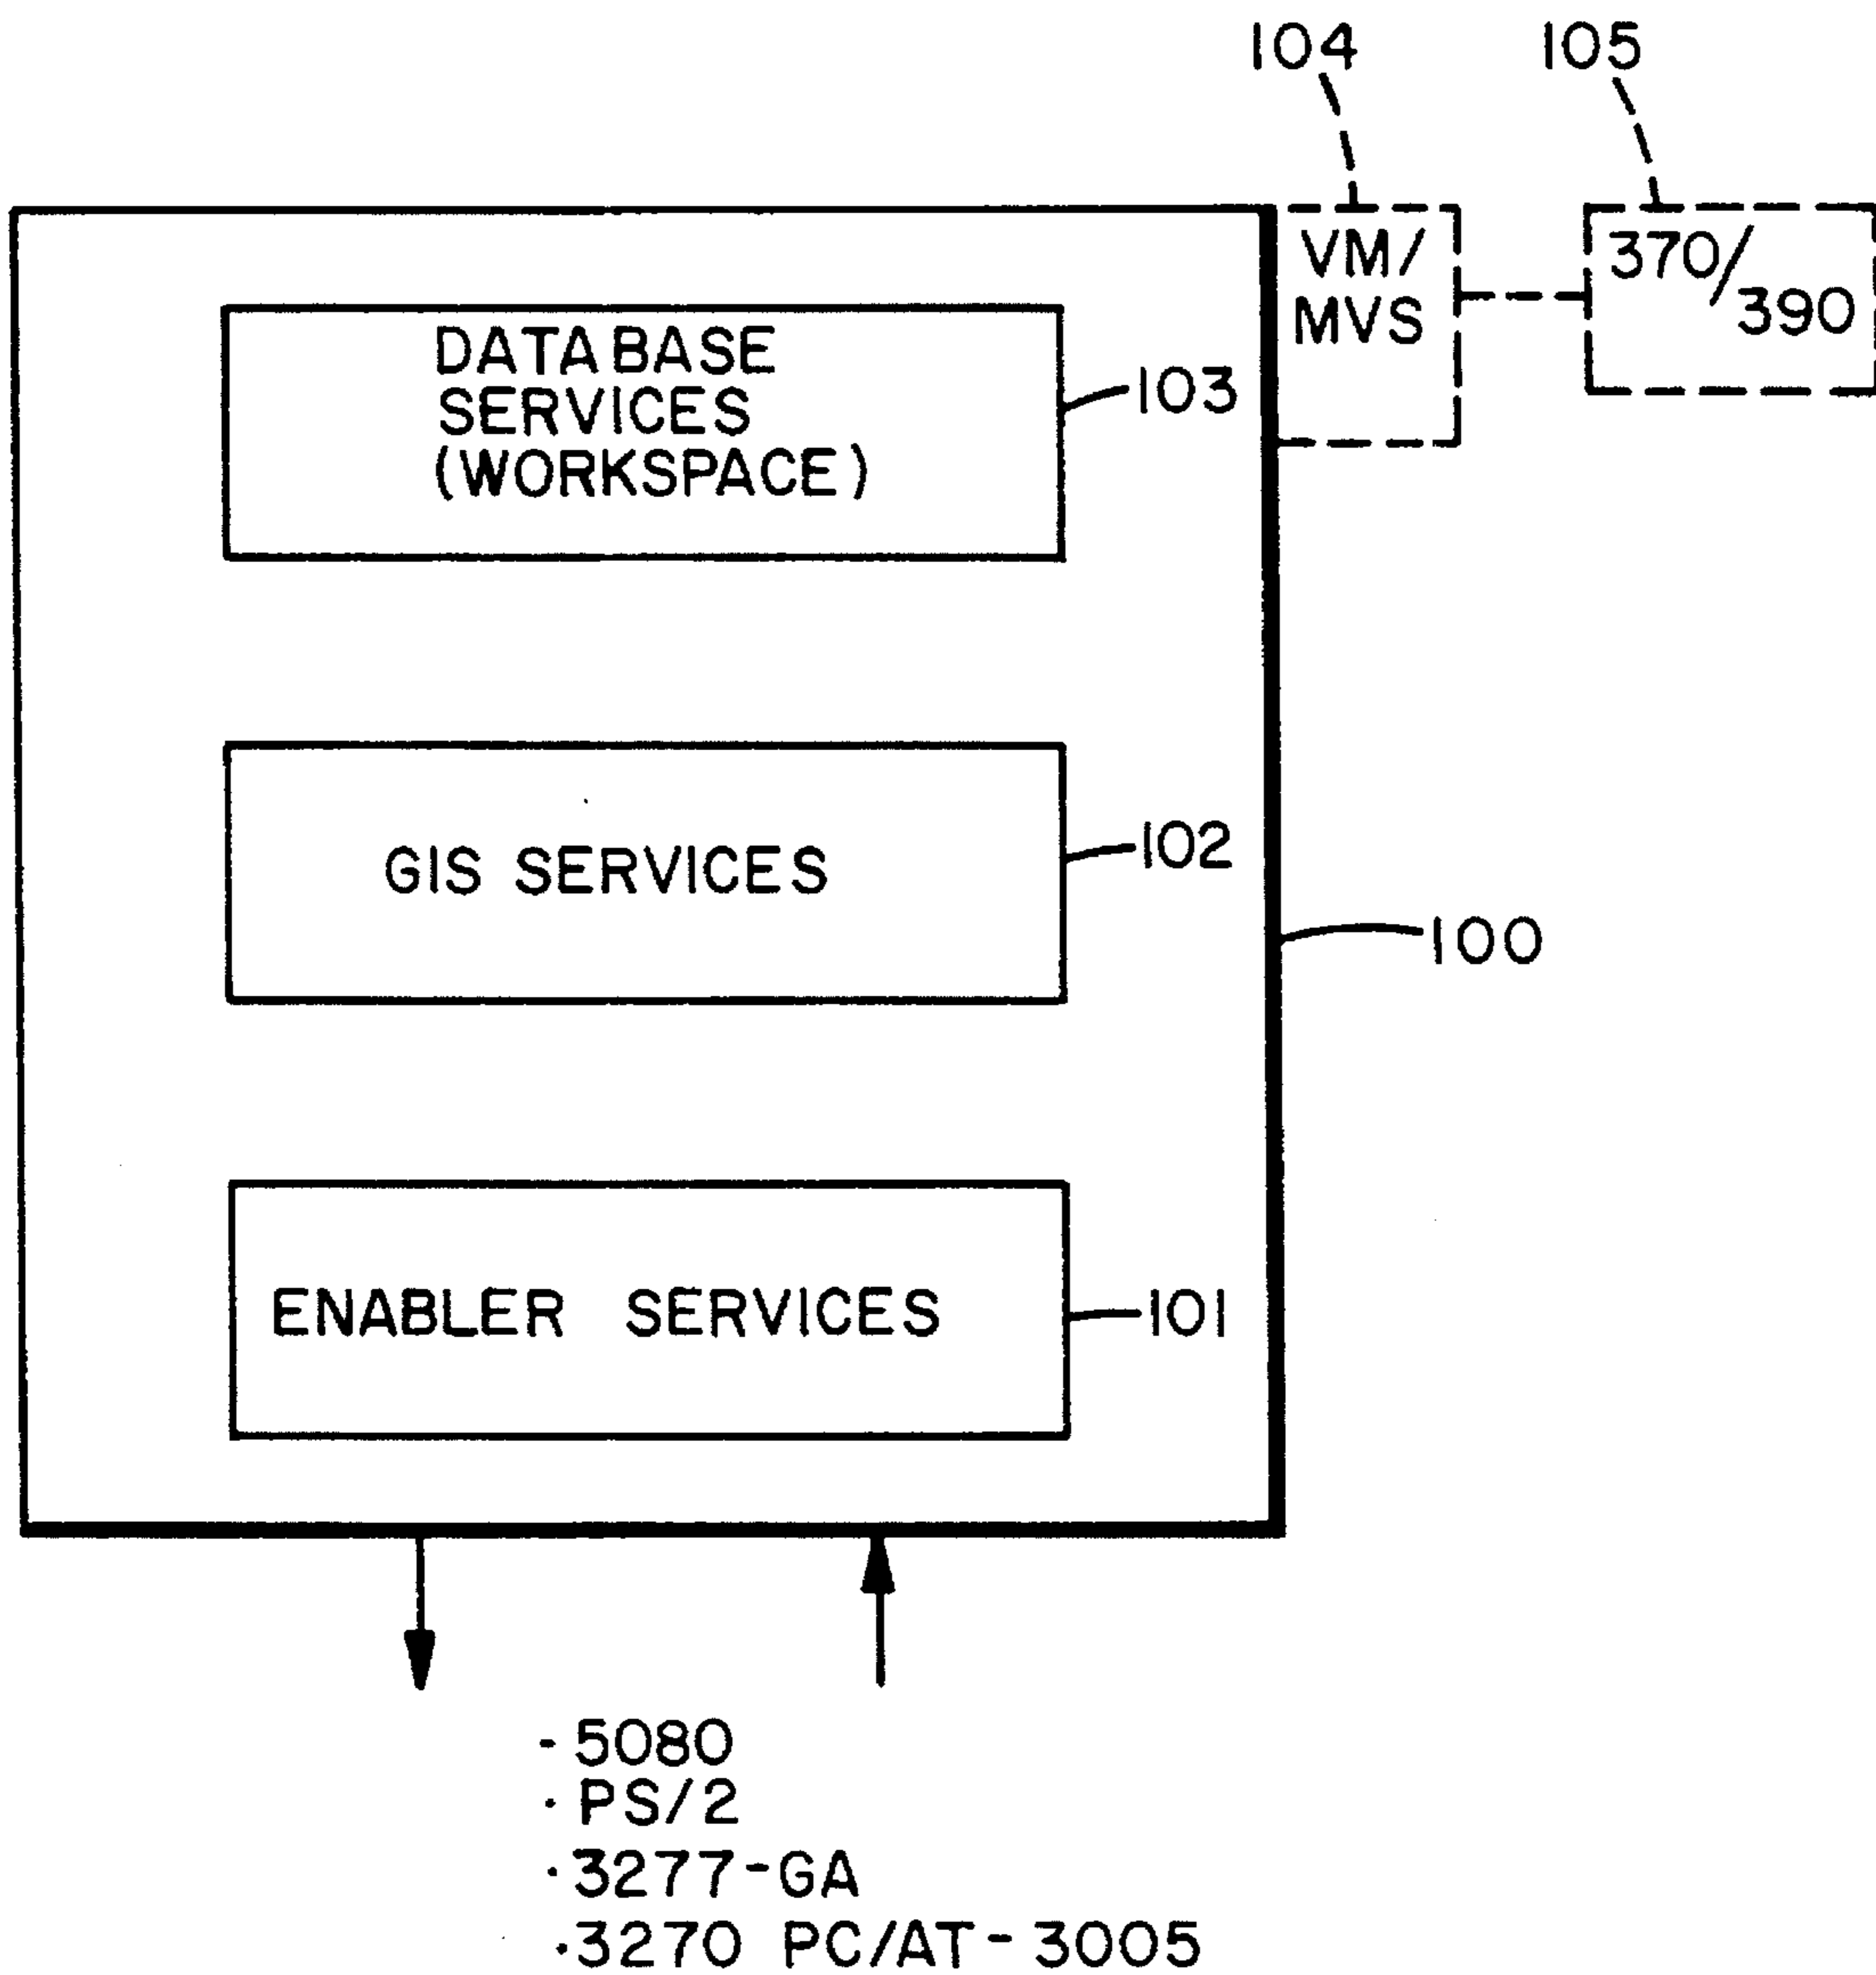 104
105
VM/
MVS
370/
390
DATA BASE
SERVICES
(WORKSPACE)
103
GIS SERVICES
102
100
ENABLER SERVICES
101
- 5080
· PS/2
· 3277-GA
· 3270 PC/AT-3005